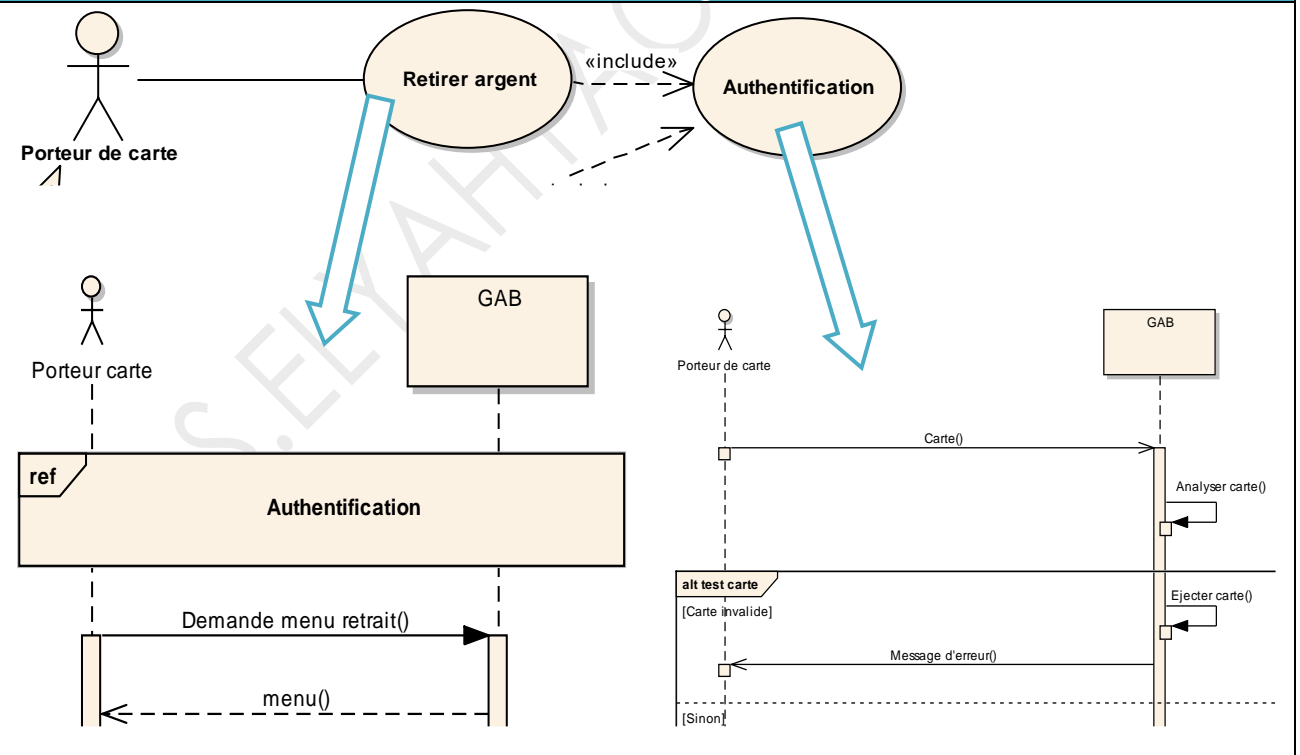 «include»
Retirer argent
Authentification
Porteur de carte
GAB
Porteur carte
ref
Authentification
Demande menu retrait()
menu()
GAB
Porteur de carte
Carte()
Analyser carte()
alt test carte
[Carte invalide]
Ejecter carte()
Message d'erreur()
[Sinon]